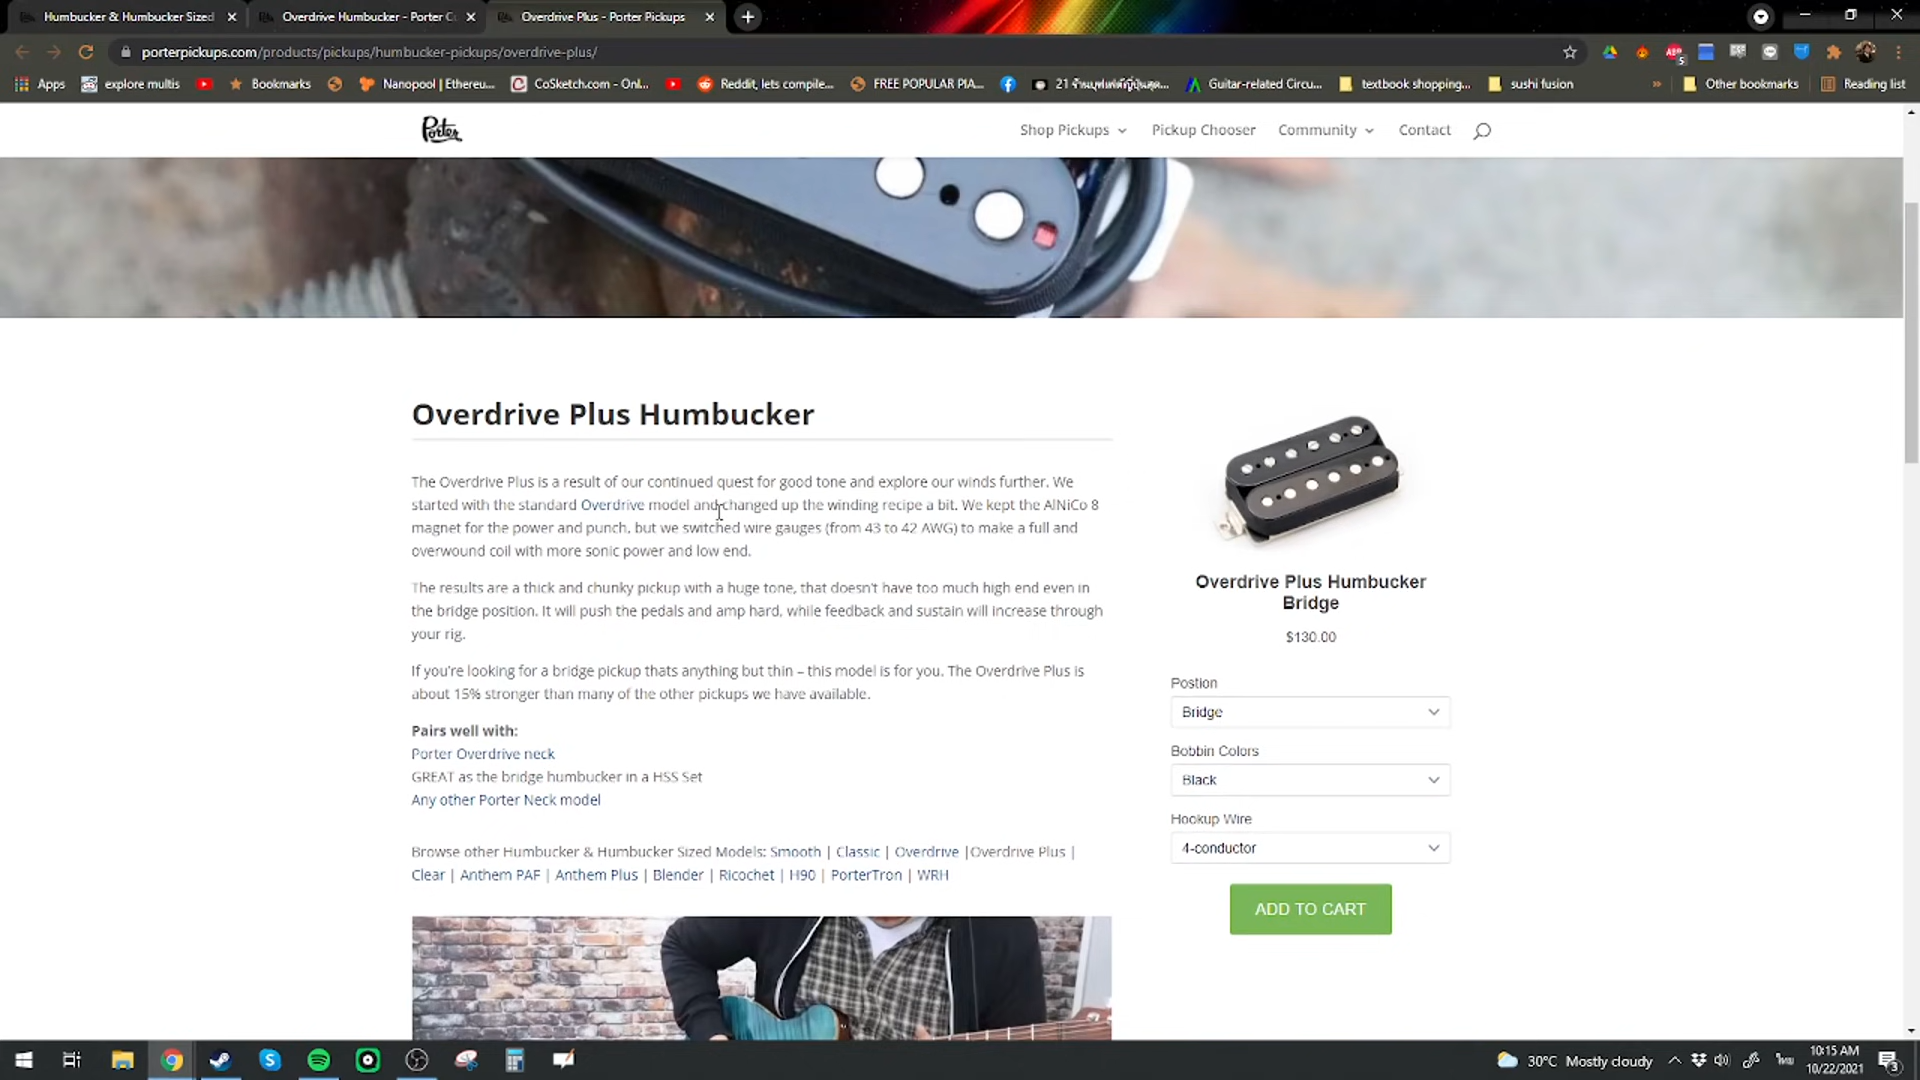 Humbucker & Humbucker Sized
Overdrive Humbucker - Porter C
Overdrive Plus - Porter Pickups
porterpickups.com/products/pickups/humbucker-pickups/overdrive-plus/
Apps
explore multis
Bookmarks
Nanopool | Ethereu...
CoSketch.com - Onl...
Reddit, lets compile...
FREE POPULAR PIA...
Guitar-related Circu...
textbook shopping...
sushi fusion
»
Other bookmarks
Reading list
Porter
Shop Pickups
Pickup Chooser
Community
Contact
Overdrive Plus Humbucker
The Overdrive Plus is a result of our continued quest for good tone and explore our winds further. We
started with the standard Overdrive model and changed up the winding recipe a bit. We kept the AlNiCo 8
magnet for the power and punch, but we switched wire gauges (from 43 to 42 AWG) to make a full and
overwound coil with more sonic power and low end.
The results are a thick and chunky pickup with a huge tone, that doesn't have too much high end even in
the bridge position. It will push the pedals and amp hard, while feedback and sustain will increase through
your rig.
If you're looking for a bridge pickup thats anything but thin – this model is for you. The Overdrive Plus is
about 15% stronger than many of the other pickups we have available.
Pairs well with:
Porter Overdrive neck
GREAT as the bridge humbucker in a HSS Set
Any other Porter Neck model
Browse other Humbucker & Humbucker Sized Models: Smooth | Classic | Overdrive |Overdrive Plus |
Clear | Anthem PAF | Anthem Plus | Blender | Ricochet | H90 | PorterTron | WRH
Overdrive Plus Humbucker
Bridge
$130.00
Postion
Bridge
Bobbin Colors
Black
Hookup Wire
4-conductor
ADD TO CART
30°C Mostly cloudy
ไทย
10:15 AM
10/22/2021
3